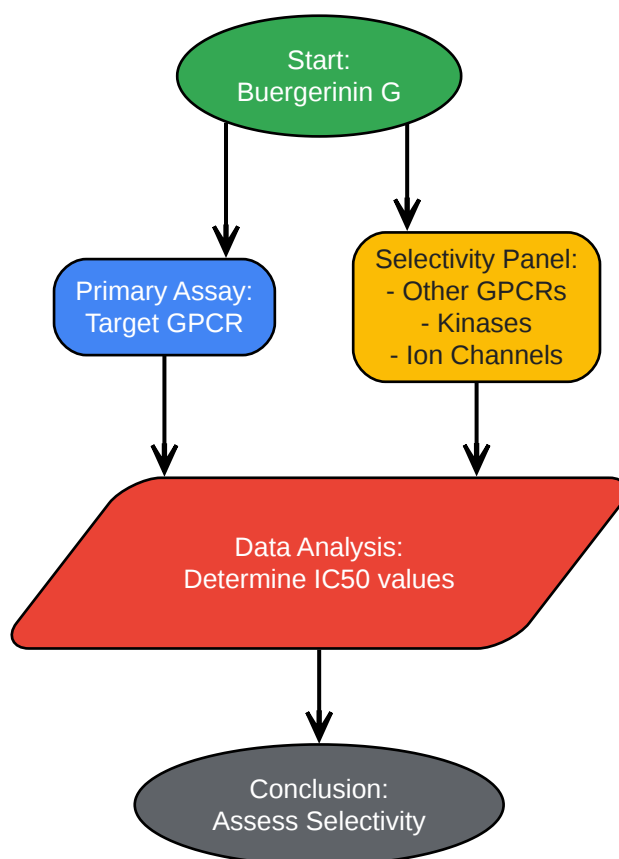 Start:
Buergerinin G
Primary Assay:
Target GPCR
Selectivity Panel:
- Other GPCRs
- Kinases
- Ion Channels
Data Analysis:
Determine IC50 values
Conclusion:
Assess Selectivity